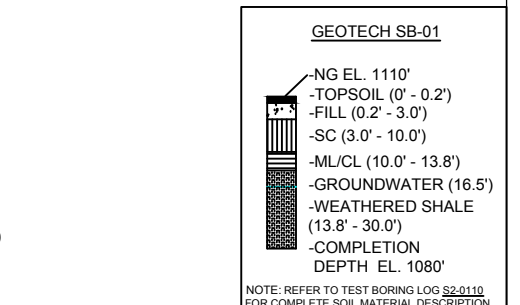 GEOTECH SB-01
-NG EL. 1110'
-TOPSOIL (0' - 0.2')
-FILL (0.2' - 3.0')
-SC (3.0' - 10.0')
-ML/CL (10.0' - 13.8')
-GROUNDWATER (16.5')
-WEATHERED SHALE
(13.8' - 30.0')
-COMPLETION
DEPTH EL. 1080'
NOTE: REFER TO TEST BORING LOG S2-0110
FOR COMPLETE SOIL MATERIAL DESCRIPTION